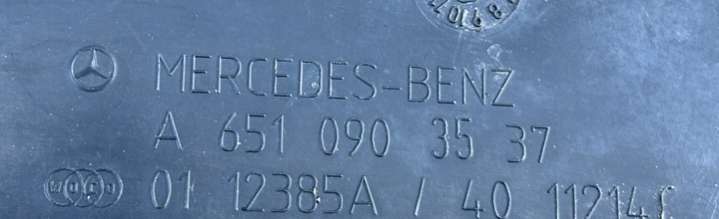 MERCEDES-BENZ
A 651 090 35 37
01 12385A / 40 11214